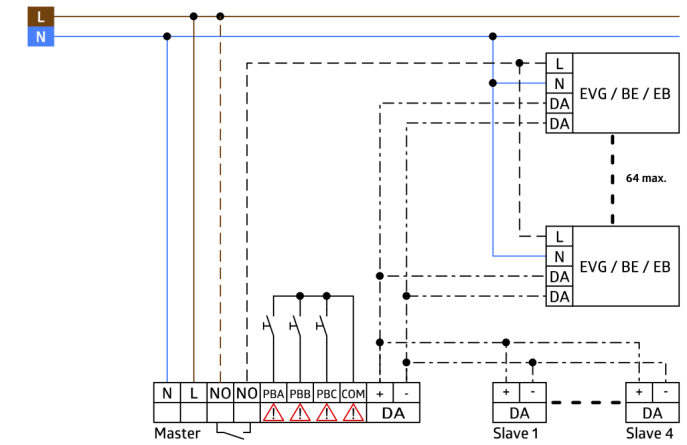 L
N
L
N
DA
DA
EVG / BE / EB
64 max.
L
N
DA
DA
EVG / BE / EB
N L NO NO PBA PBB PBC COM + -
DA
Master
+ -
DA
Slave 1
+ -
DA
Slave 4